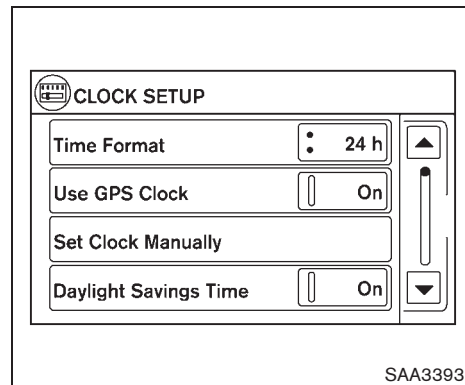 CLOCK SETUP
Time Format 24 h
Use GPS Clock On
Set Clock Manually
Daylight Savings Time On
SAA3393